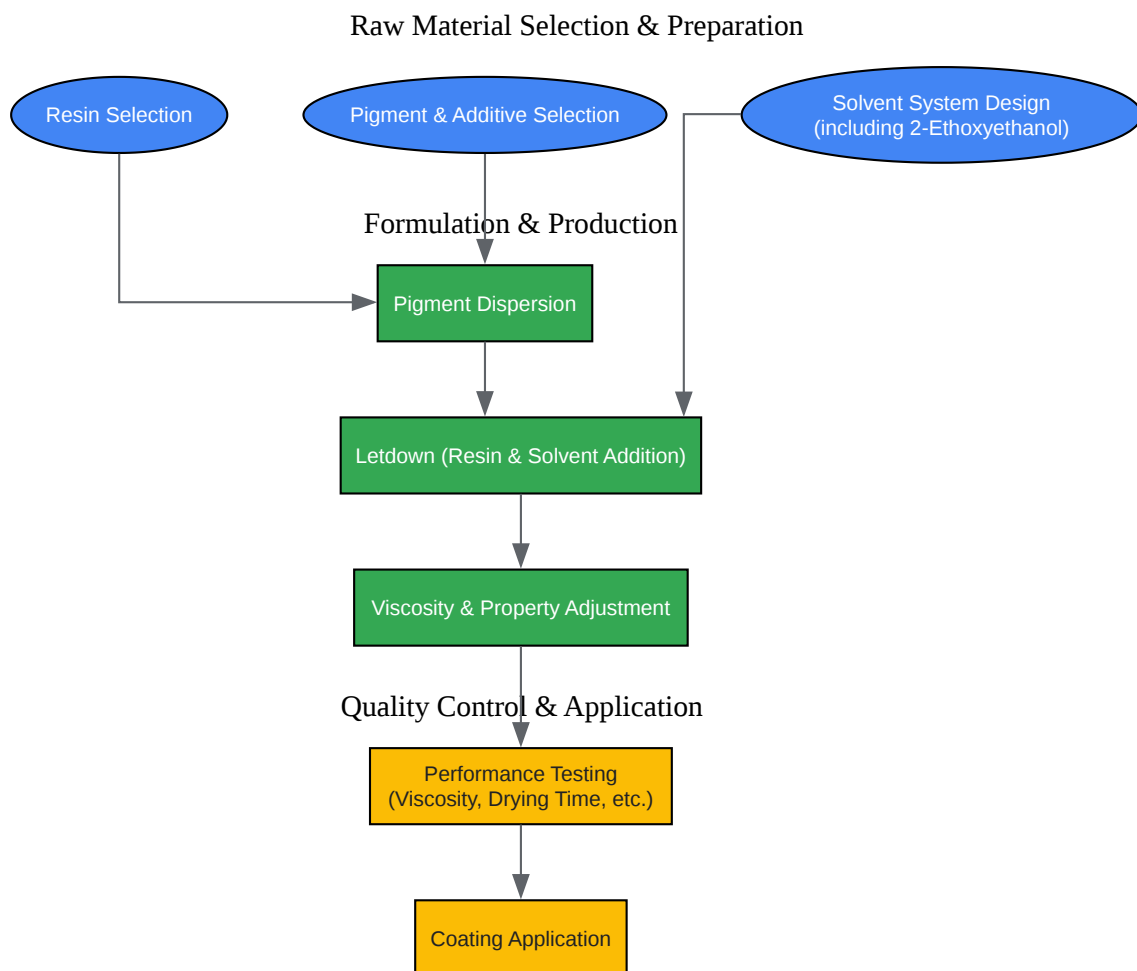 Raw Material Selection & Preparation
Resin Selection
Pigment & Additive Selection
Solvent System Design
(including 2-Ethoxyethanol)
Formulation & Production
Pigment Dispersion
Letdown (Resin & Solvent Addition)
Viscosity & Property Adjustment
Quality Control & Application
Performance Testing
(Viscosity, Drying Time, etc.)
Coating Application